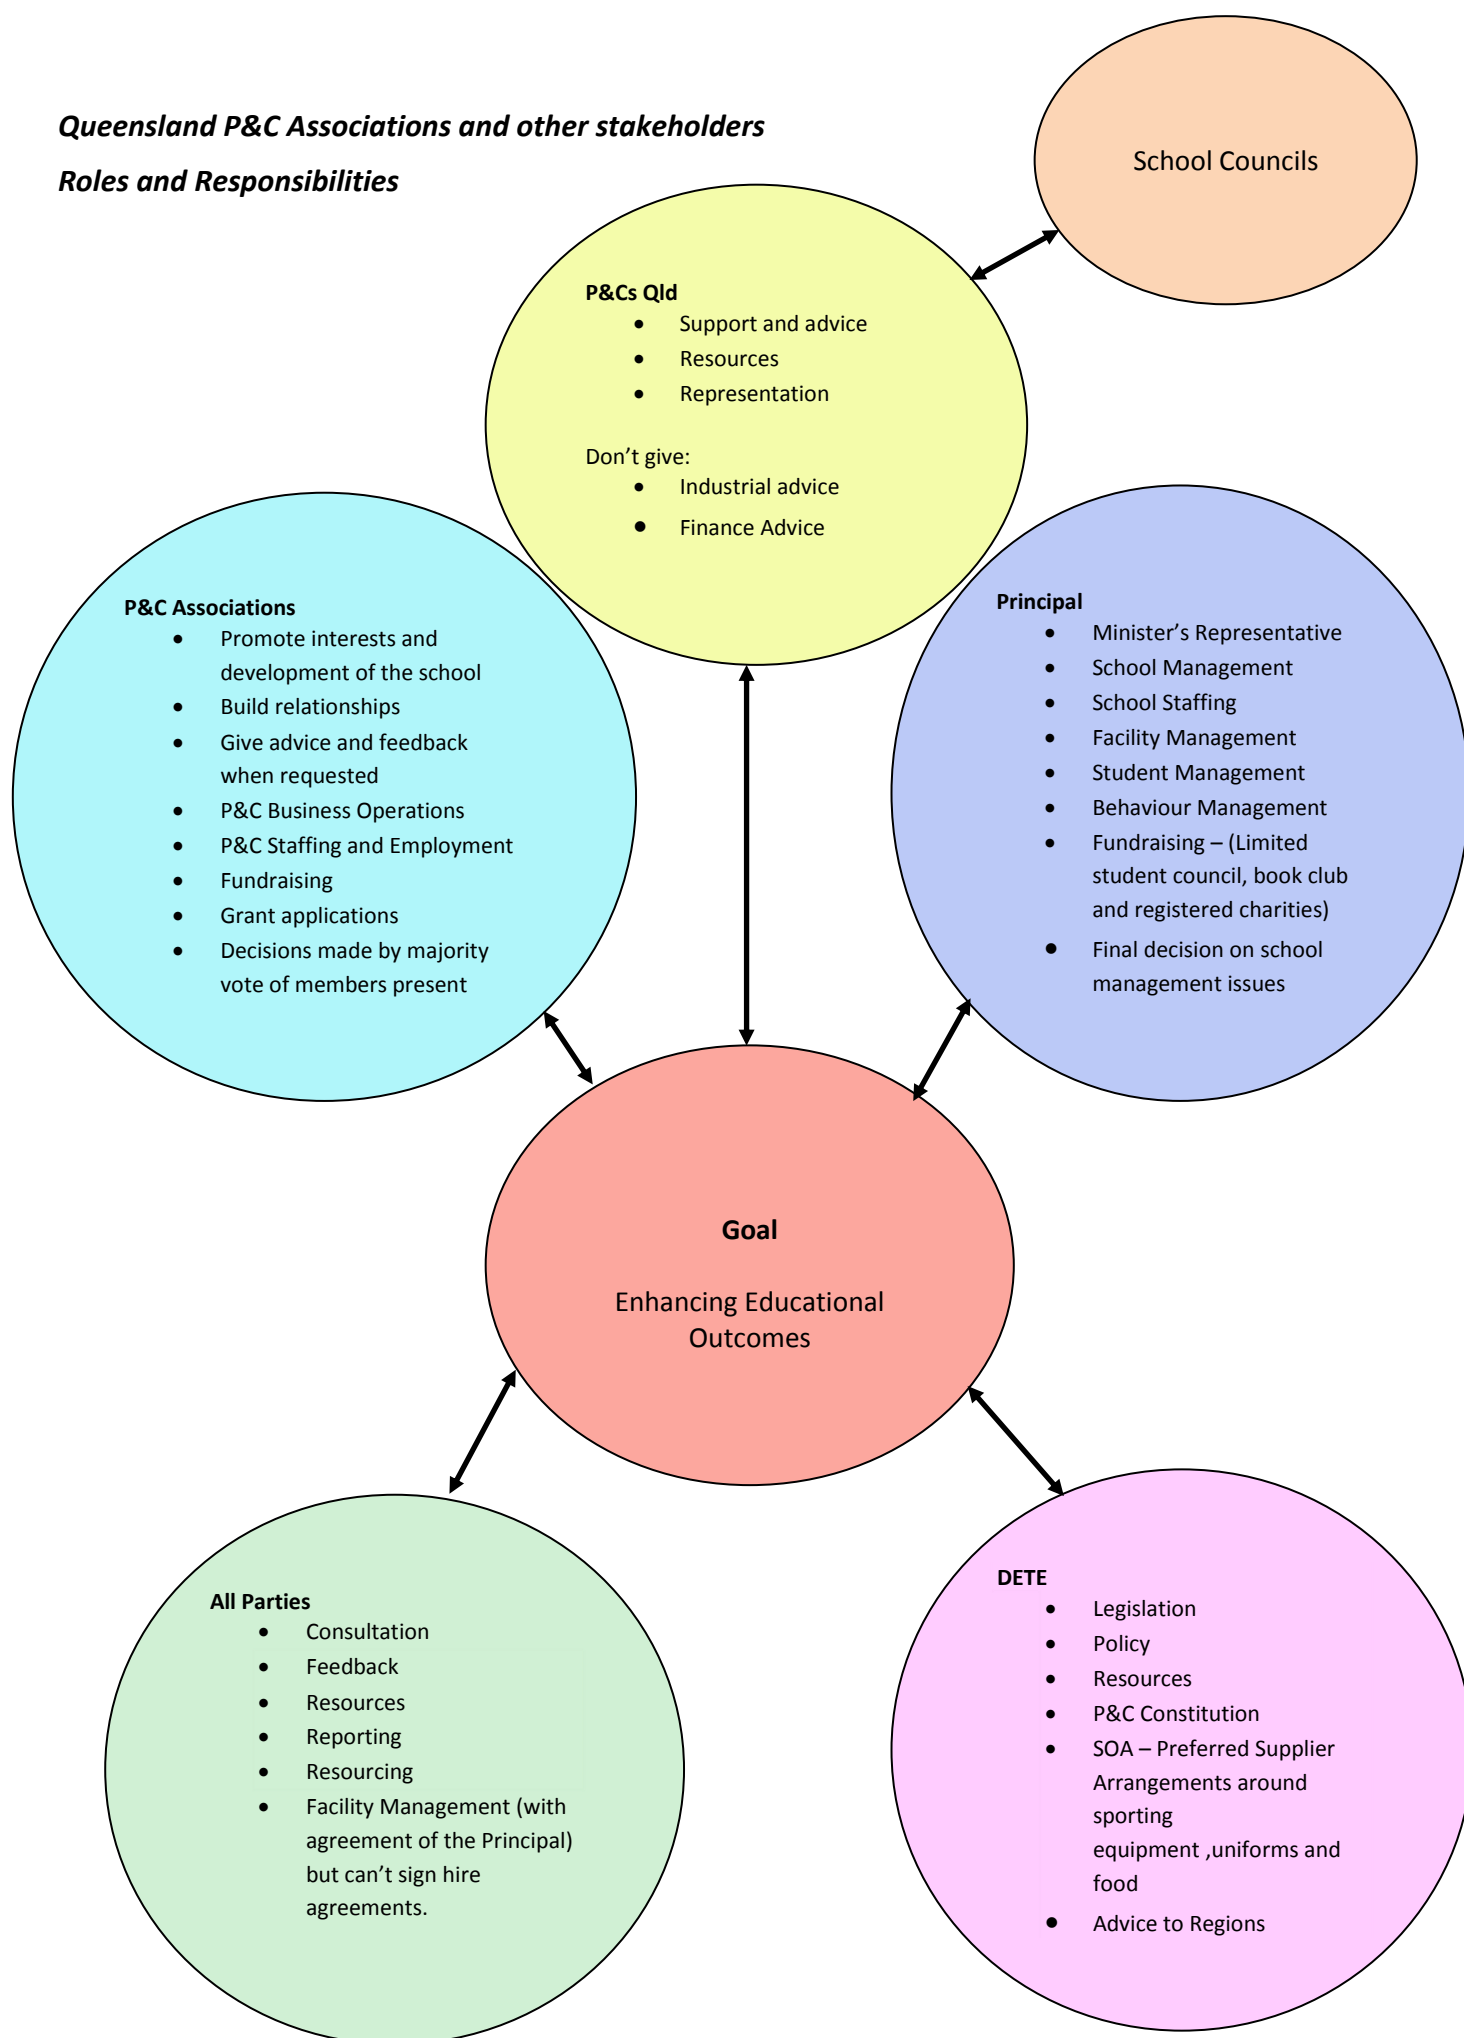 Queensland P&C Associations and other stakeholders
Roles and Responsibilities
School Councils
P&Cs Qld
• Support and advice
• Resources
• Representation
Don’t give:
• Industrial advice
• Finance Advice
P&C Associations
• Promote interests and
development of the school
• Build relationships
• Give advice and feedback
when requested
• P&C Business Operations
• P&C Staffing and Employment
• Fundraising
• Grant applications
• Decisions made by majority
vote of members present
Principal
• Minister’s Representative
• School Management
• School Staffing
• Facility Management
• Student Management
• Behaviour Management
• Fundraising – (Limited
student council, book club
and registered charities)
• Final decision on school
management issues
Goal
Enhancing Educational
Outcomes
All Parties
• Consultation
• Feedback
• Resources
• Reporting
• Resourcing
• Facility Management (with
agreement of the Principal)
but can’t sign hire
agreements.
DETE
• Legislation
• Policy
• Resources
• P&C Constitution
• SOA – Preferred Supplier
Arrangements around
sporting
equipment ,uniforms and
food
• Advice to Regions